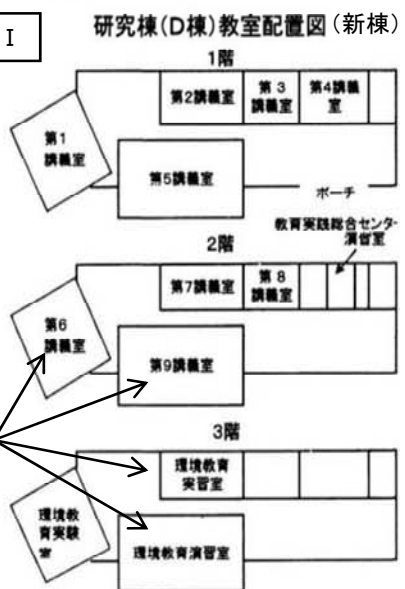 I
研究棟(D棟)教室配置図(新棟)
1階
第2講義室
第3
講義室
第4講義
室
第1
講義室
第5講義室
ポーチ
教育実践総合センター
演習室
2階
第7講義室
第8
講義室
第6
講義室
第9講義室
3階
環境教育
実習室
環境教
育実験
室
環境教育演習室